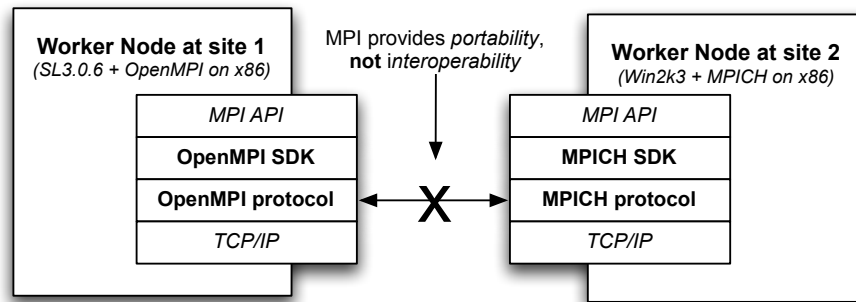 Worker Node at site 1
(SL3.0.6 + OpenMPI on x86)
MPI API
OpenMPI SDK
OpenMPI protocol
TCP/IP
MPI provides portability,
not interoperability
X
Worker Node at site 2
(Win2k3 + MPICH on x86)
MPI API
MPICH SDK
MPICH protocol
TCP/IP